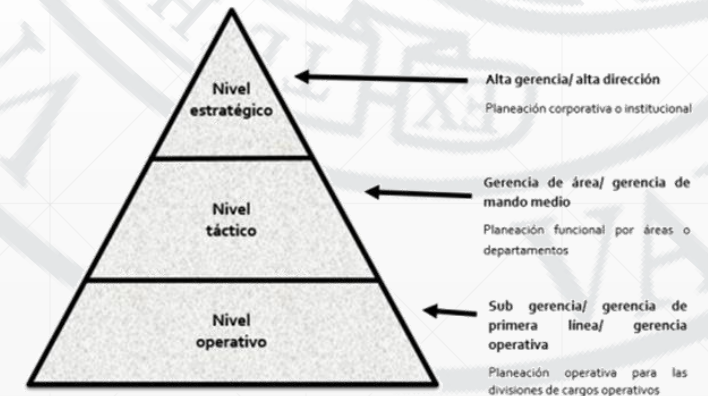 Nivel
estratégico
Alta gerencia/ alta dirección
Planeación corporativa o institucional
Nivel
táctico
Gerencia de área/ gerencia de
mando medio
Planeación funcional por áreas o
departamentos
Nivel
operativo
Sub gerencia/ gerencia de
primera línea/ gerencia
operativa
Planeación operativa para las
divisiones de cargos operativos